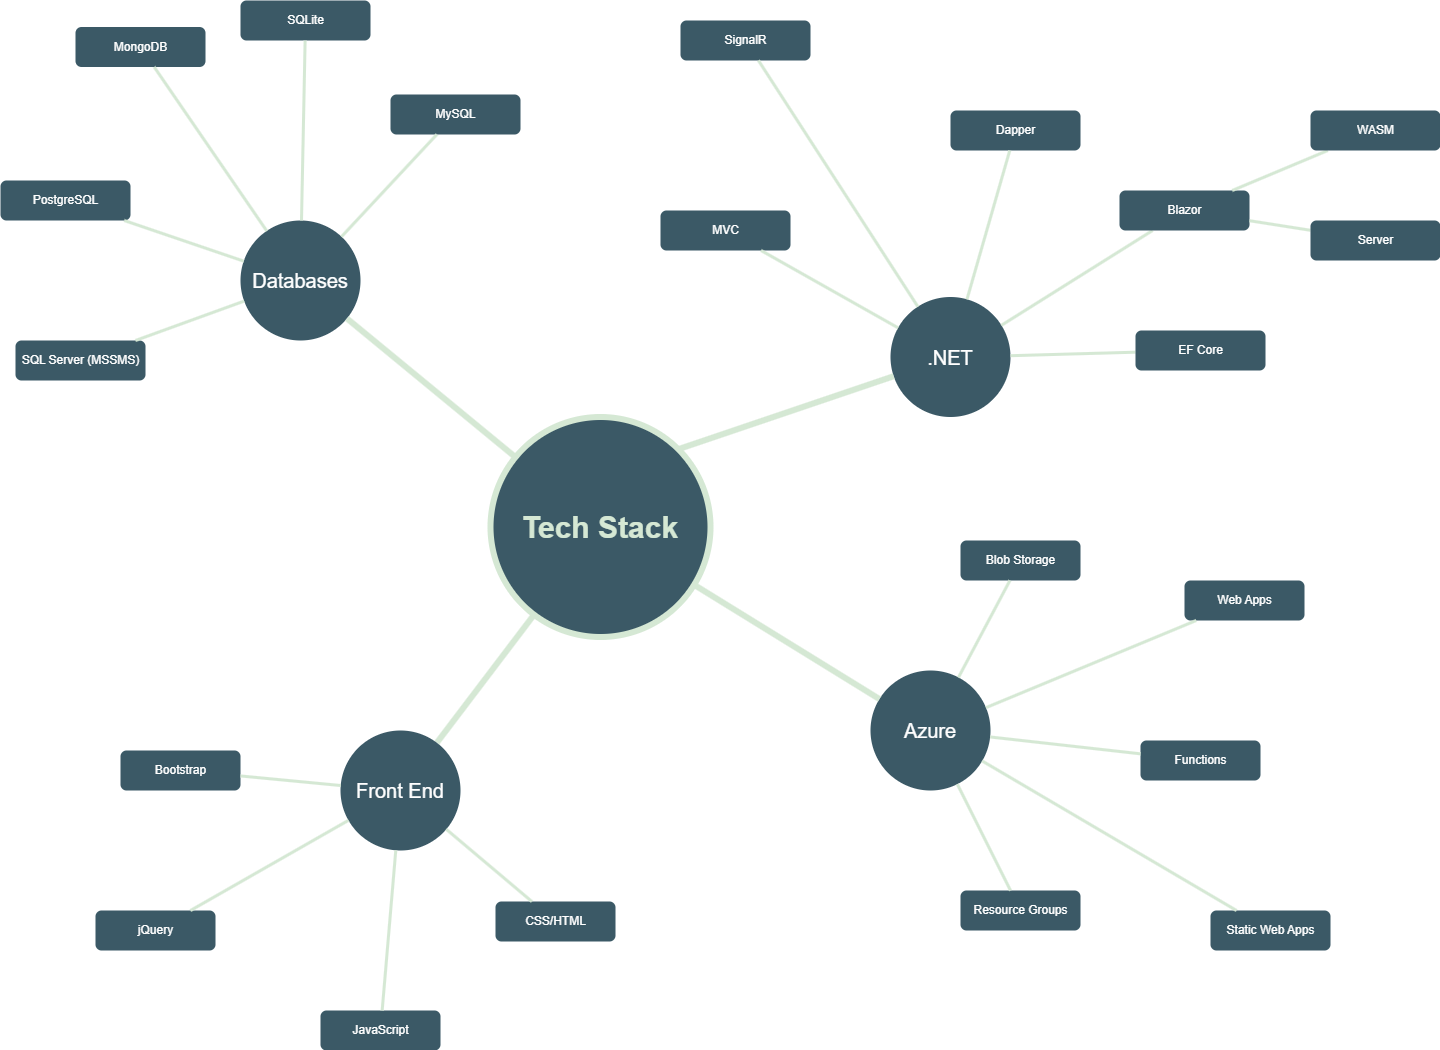 SQLite
MongoDB
MySQL
PostgreSQL
Databases
SQL Server (MSSMS)
SignalR
Dapper
WASM
Blazor
MVC
Server
.NET
EF Core
Tech Stack
Blob Storage
Web Apps
Azure
Functions
Resource Groups
Static Web Apps
Front End
Bootstrap
jQuery
CSS/HTML
JavaScript